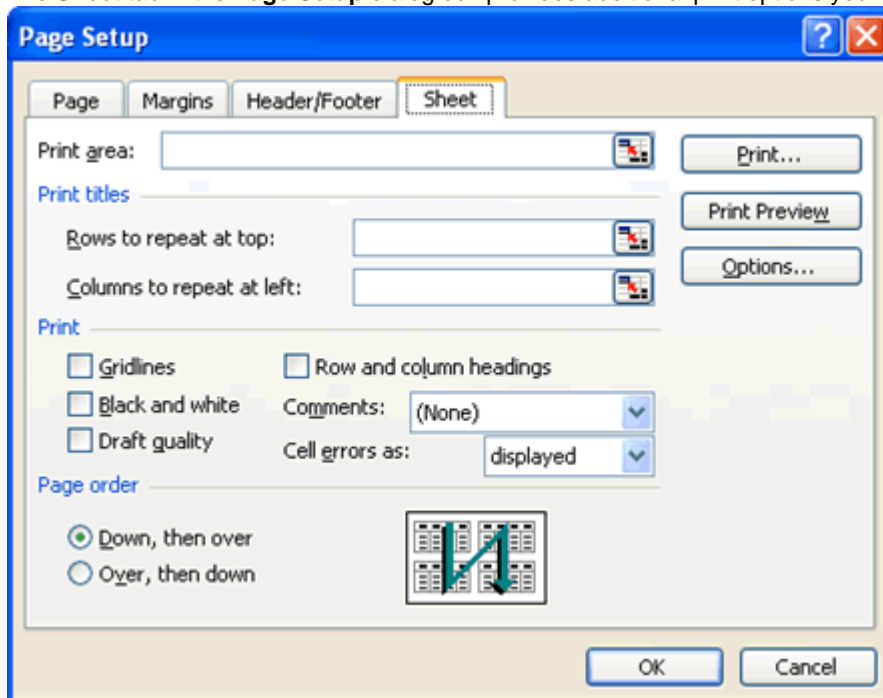 Page Setup
Page Margins Header/Footer Sheet
Print area:
Print...
Print titles
Print Preview
Rows to repeat at top:
Options...
Columns to repeat at left:
Print
Gridlines Row and column headings
Black and white Comments: (None)
Draft quality Cell errors as: displayed
Page order
Down, then over
Over, then down
OK Cancel